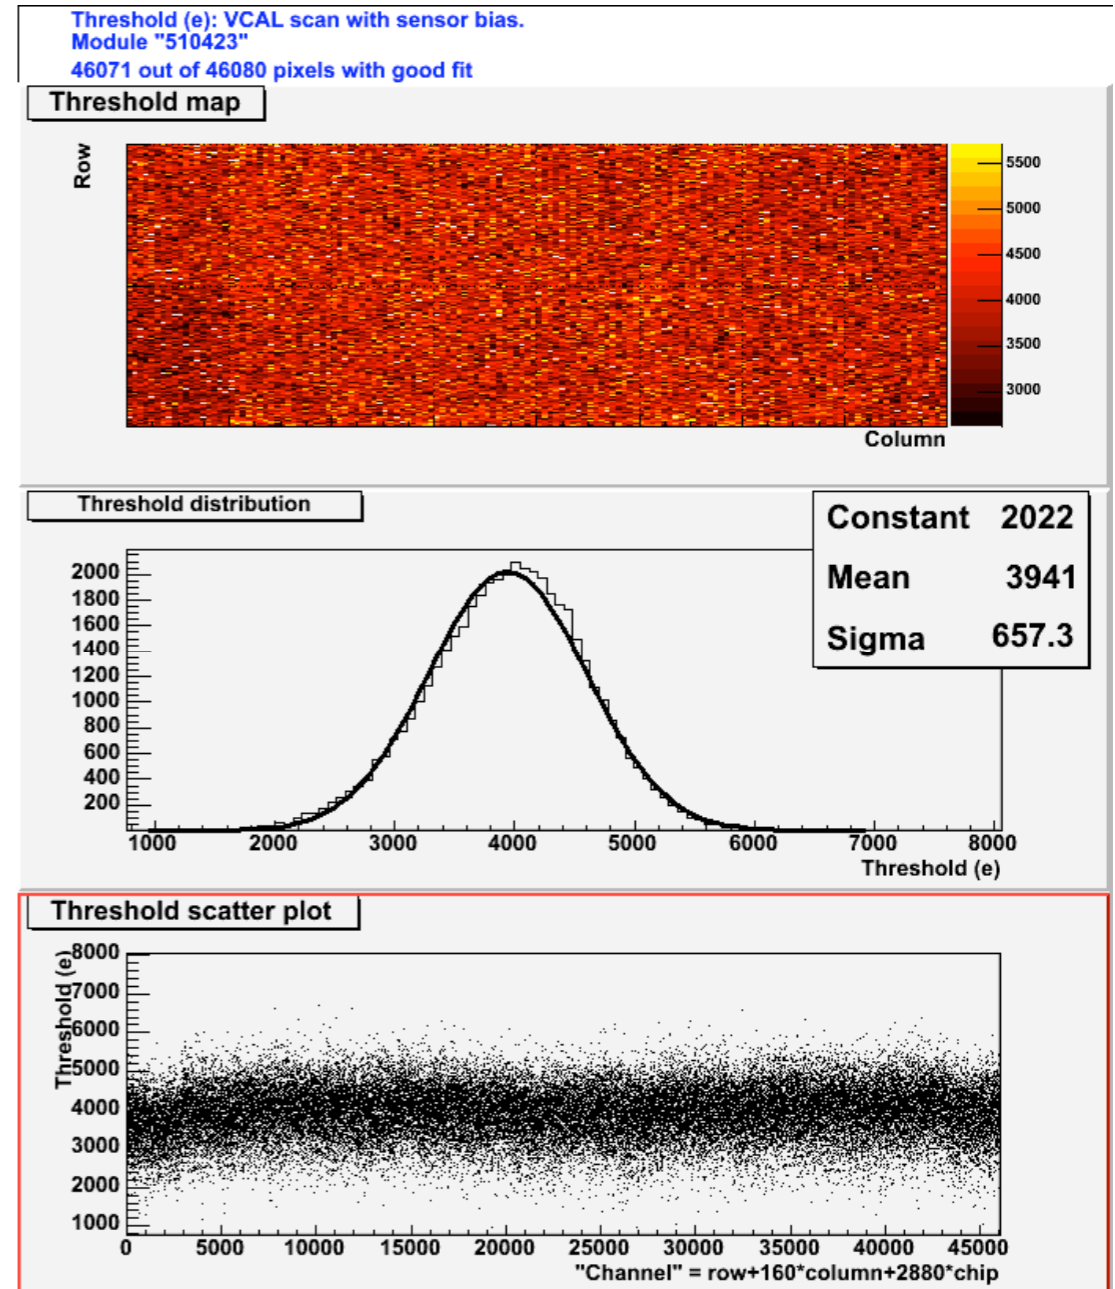 Threshold (e): VCAL scan with sensor bias.
Module "510423"
46071 out of 46080 pixels with good fit
Threshold map
Row
5500
5000
4500
4000
3500
3000
Column
Threshold distribution
Constant 2022
Mean 3941
Sigma 657.3
2000
1800
1600
1400
1200
1000
800
600
400
200
1000 2000 3000 4000 5000 6000 7000 8000
Threshold (e)
Threshold scatter plot
Threshold (e)
8000
7000
6000
5000
4000
3000
2000
1000
0 5000 10000 15000 20000 25000 30000 35000 40000 45000
"Channel" = row+160*column+2880*chip